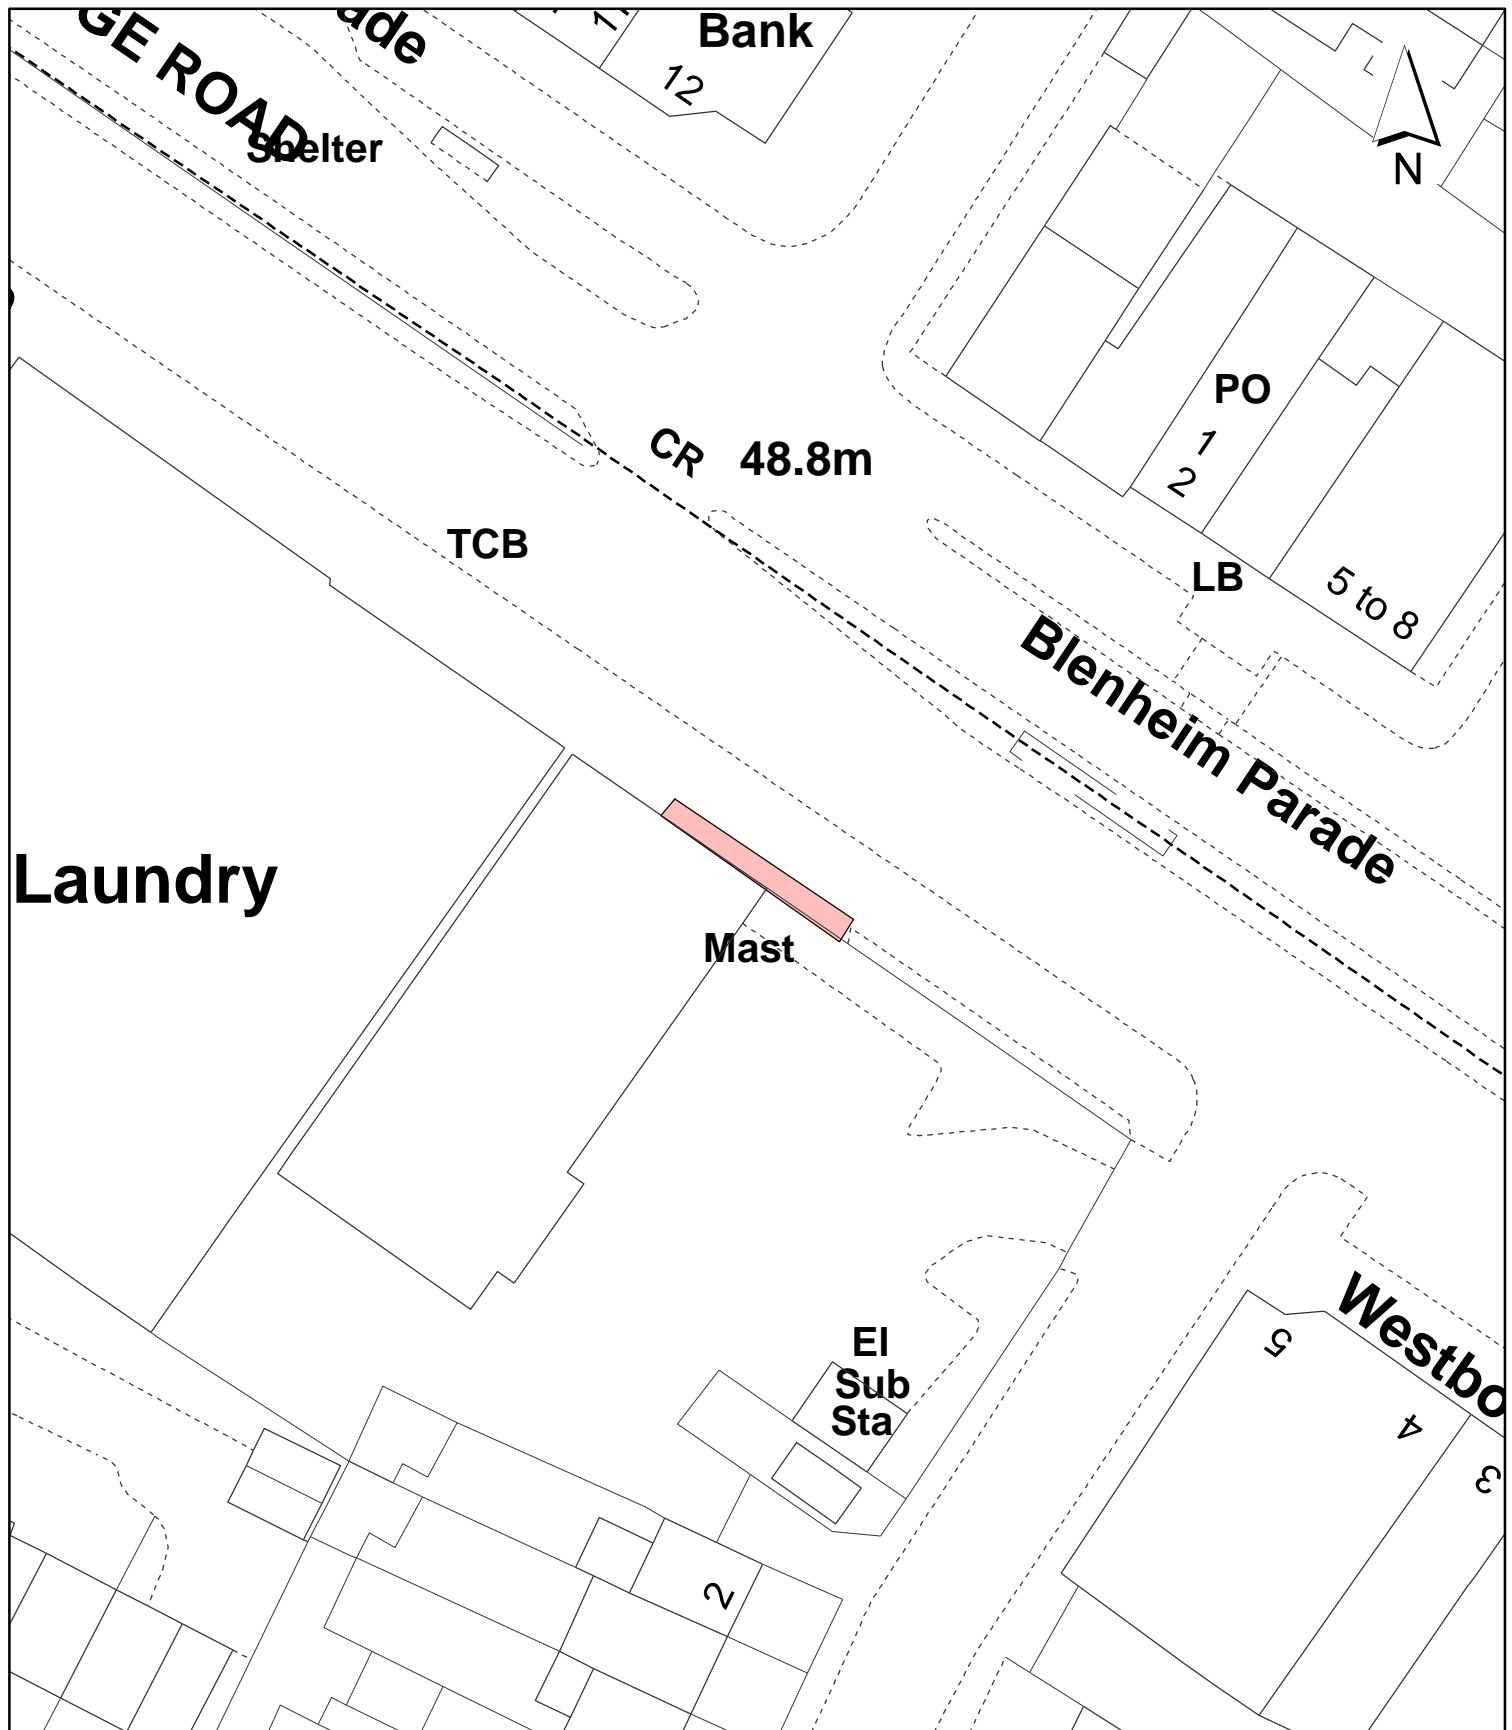 GE ROAD
ade
Bank
12
Shelter
N
PO
1
2
CR
48.8m
TCB
LB
5 to 8
Blenheim Parade
Laundry
Mast
El
Sub
Sta
Westbo
5
4
3
2